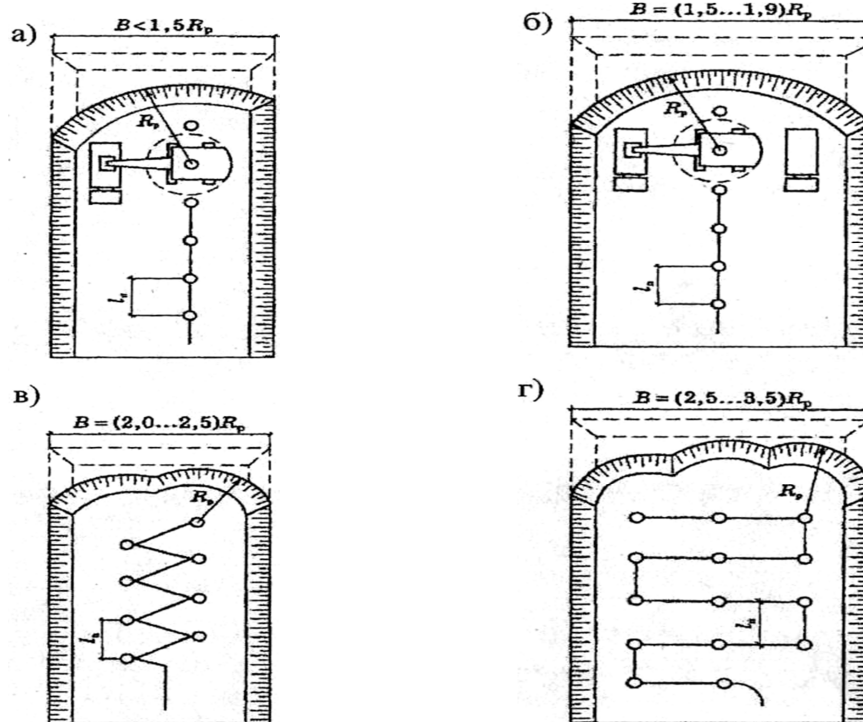 а)
B<1,5Rр
Rр
lп
б)
B=(1,5...1,9)Rр
Rр
lп
в)
B=(2,0...2,5)Rр
Rр
lп
г)
B=(2,5...3,5)Rр
Rр
lп